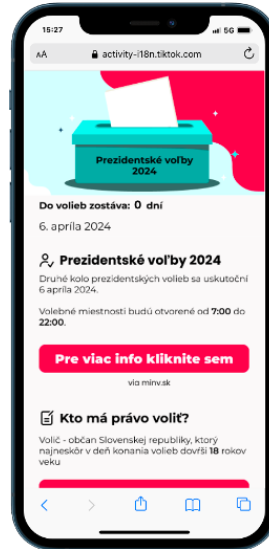 15:27
5G
AA
activity-i18n.tiktok.com
Prezidentské voľby
2024
Do volieb zostáva: 0 dní
6. apríla 2024
Prezidentské voľby 2024
Druhé kolo prezidentských volieb sa uskutoční
6 apríla 2024.
Volebné miestnosti budú otvorené od 7:00 do
22:00.
Pre viac info kliknite sem
via minv.sk
Kto má právo voliť?
Volič - občan Slovenskej republiky, ktorý
najneskôr v deň konania volieb dovŕši 18 rokov
veku